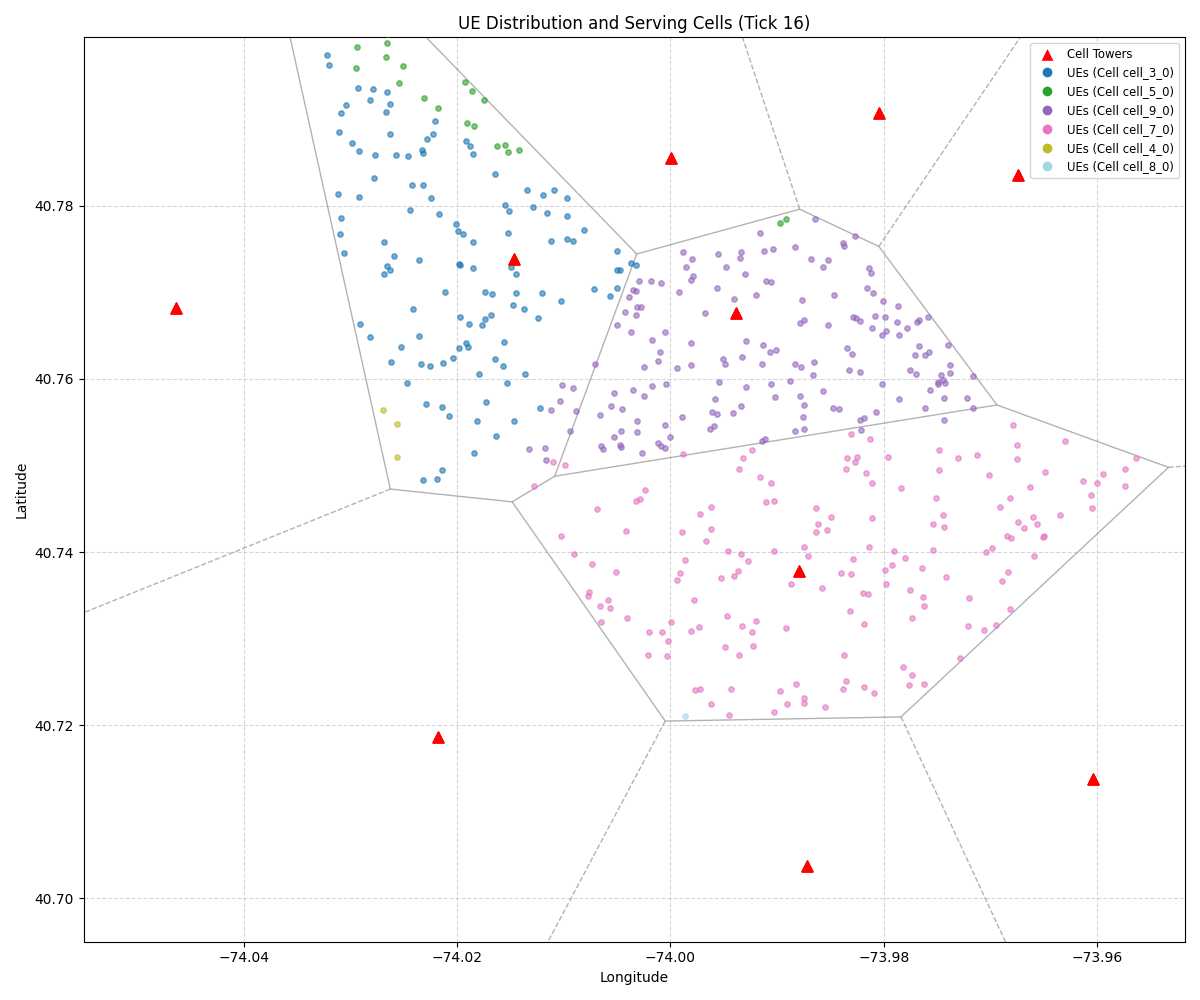 UE Distribution and Serving Cells (Tick 16)
Cell Towers
UEs (Cell cell_3_0)
UEs (Cell cell_5_0)
UEs (Cell cell_9_0)
UEs (Cell cell_7_0)
UEs (Cell cell_4_0)
UEs (Cell cell_8_0)
40.78
40.76
40.74
40.72
40.70
Latitude
−74.04
−74.02
−74.00
−73.98
−73.96
Longitude